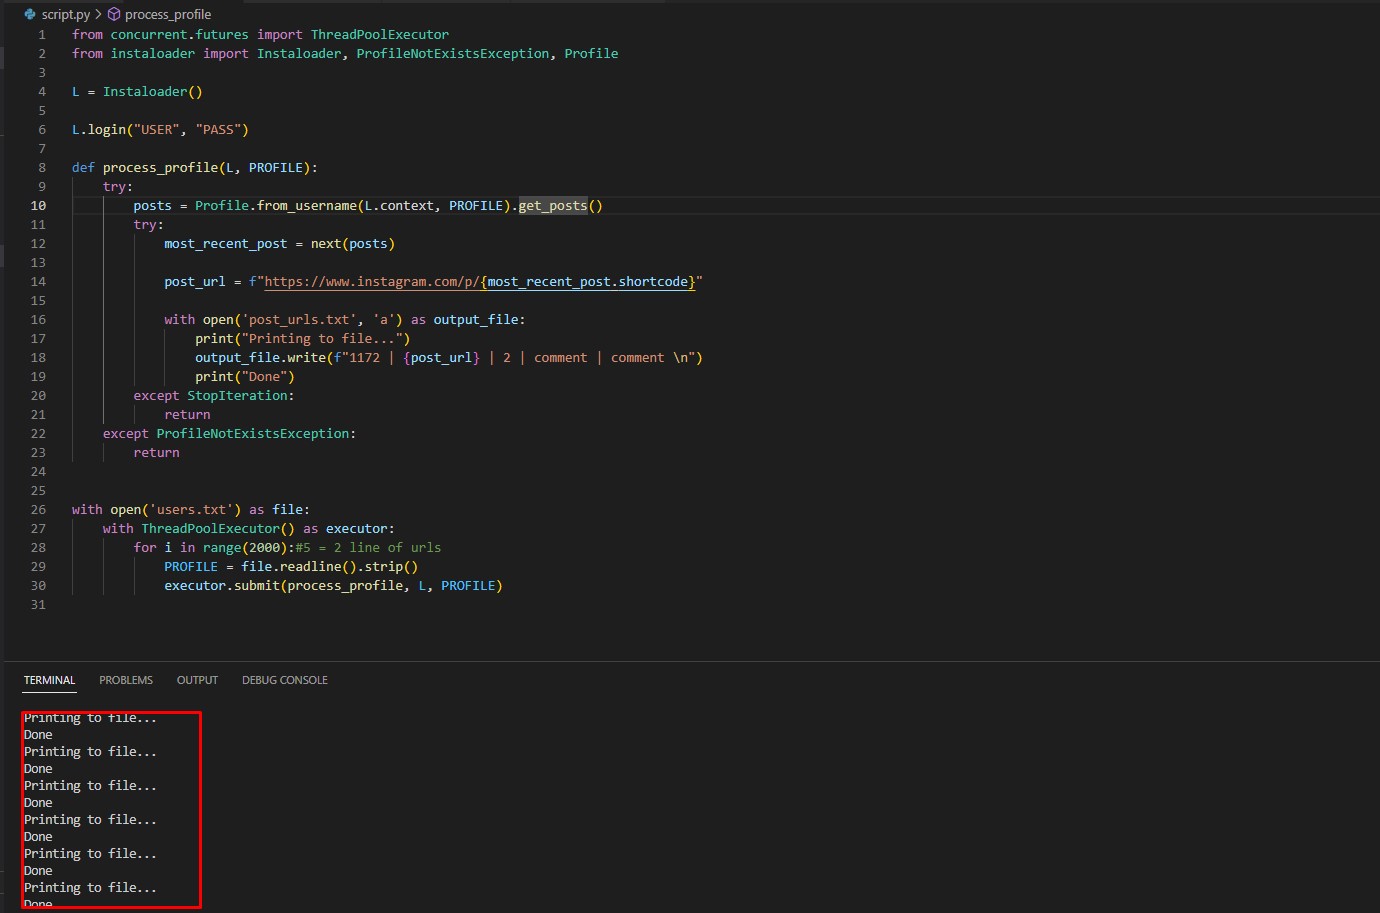 script.py > process_profile
1 from concurrent.futures import ThreadPoolExecutor
2 from instaloader import Instaloader, ProfileNotExistsException, Profile
3
4 L = Instaloader()
5
6 L.login("USER", "PASS")
7
8 def process_profile(L, PROFILE):
9     try:
10         posts = Profile.from_username(L.context, PROFILE).get_posts()
11         try:
12             most_recent_post = next(posts)
13
14             post_url = f"https://www.instagram.com/p/{most_recent_post.shortcode}"
15
16             with open('post_urls.txt', 'a') as output_file:
17                 print("Printing to file...")
18                 output_file.write(f"1172 | {post_url} | 2 | comment | comment \n")
19                 print("Done")
20         except StopIteration:
21             return
22     except ProfileNotExistsException:
23         return
24
25
26 with open('users.txt') as file:
27     with ThreadPoolExecutor() as executor:
28         for i in range(2000):#5 = 2 line of urls
29             PROFILE = file.readline().strip()
30             executor.submit(process_profile, L, PROFILE)
31
TERMINAL PROBLEMS OUTPUT DEBUG CONSOLE
Printing to file...
Done
Printing to file...
Done
Printing to file...
Done
Printing to file...
Done
Printing to file...
Done
Printing to file...
Done